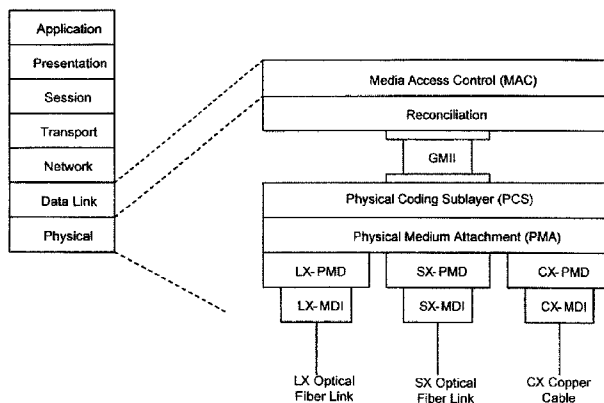 Application
Presentation
Session
Transport
Network
Data Link
Physical
Media Access Control (MAC)
Reconciliation
GMII
Physical Coding Sublayer (PCS)
Physical Medium Attachment (PMA)
LX-PMD
SX-PMD
CX-PMD
LX-MDI
SX-MDI
CX-MDI
LX Optical
Fiber Link
SX Optical
Fiber Link
CX Copper
Cable